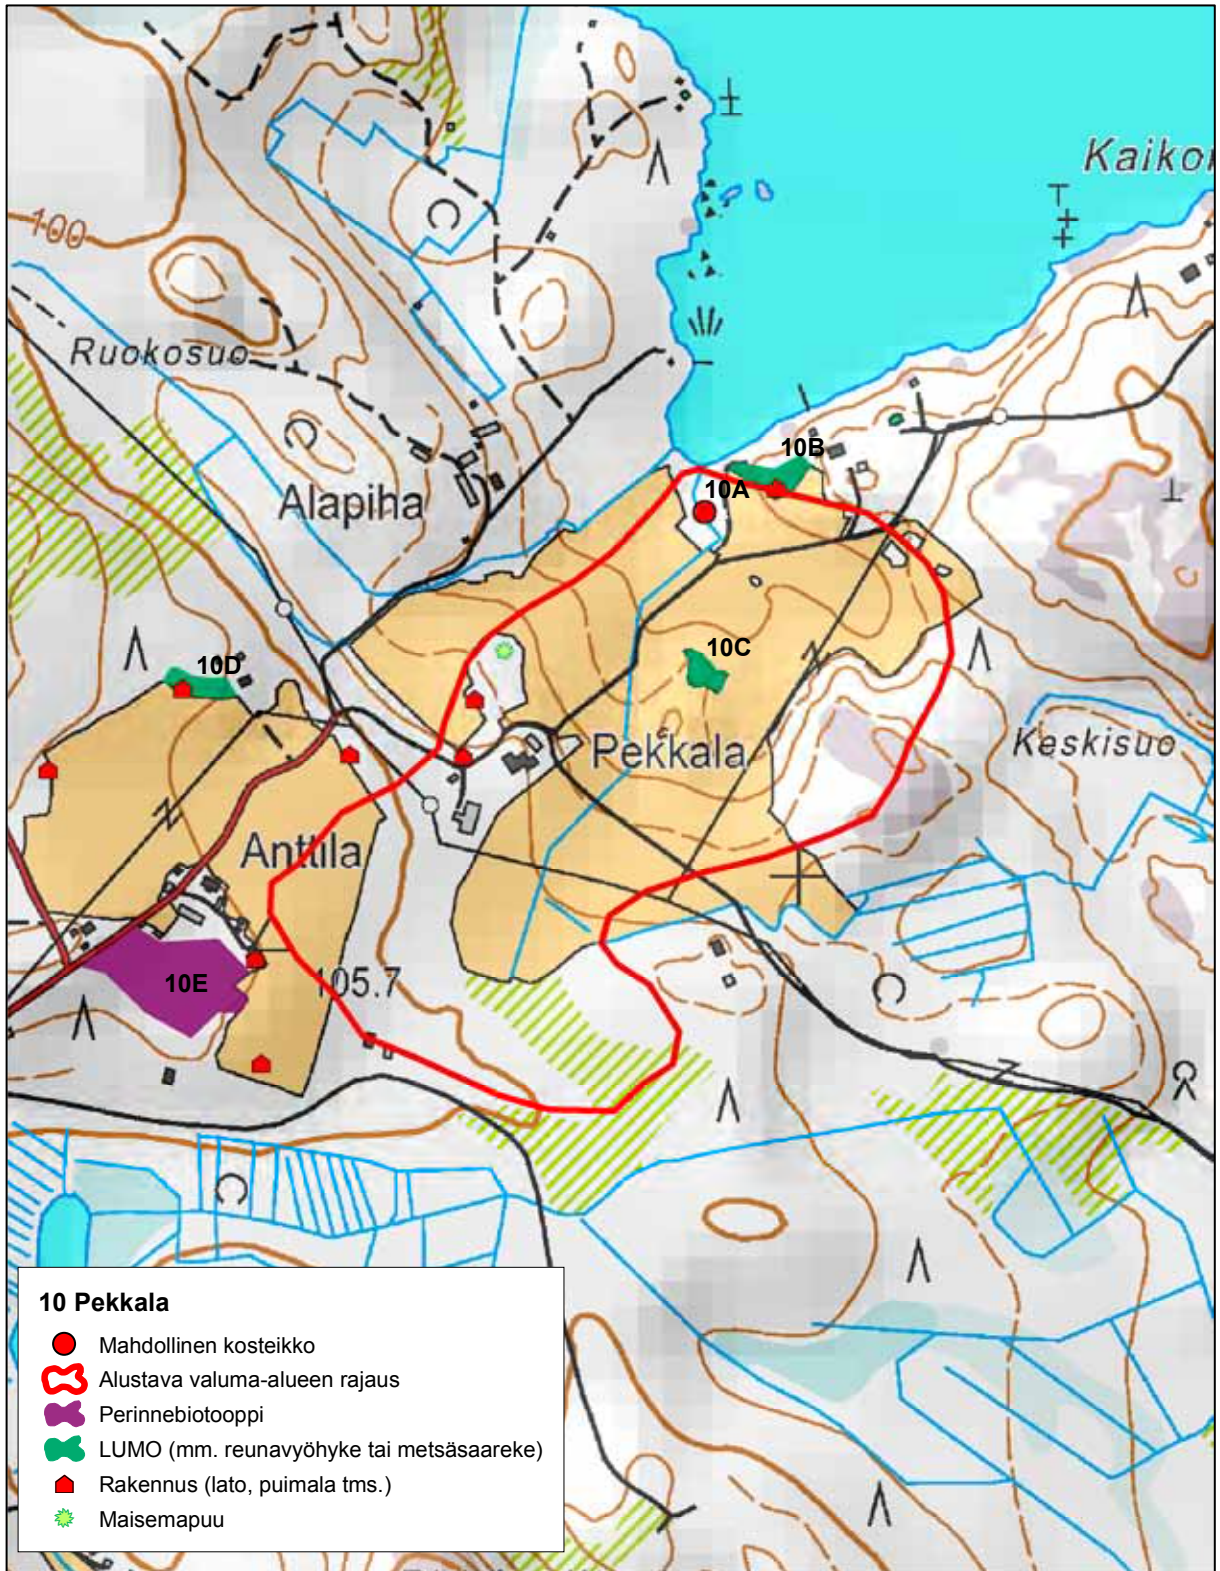 Kaikon
100
Ruokosuo
10B
10A
Alapiha
10C
10D
Pekkala
Keskisuo
Anttila
10E
105.7
10 Pekkala
Mahdollinen kosteikko
Alustava valuma-alueen rajaus
Perinnebiotooppi
LUMO (mm. reunavyöhyke tai metsäsaareke)
Rakennus (lato, puimala tms.)
Maisemapuu